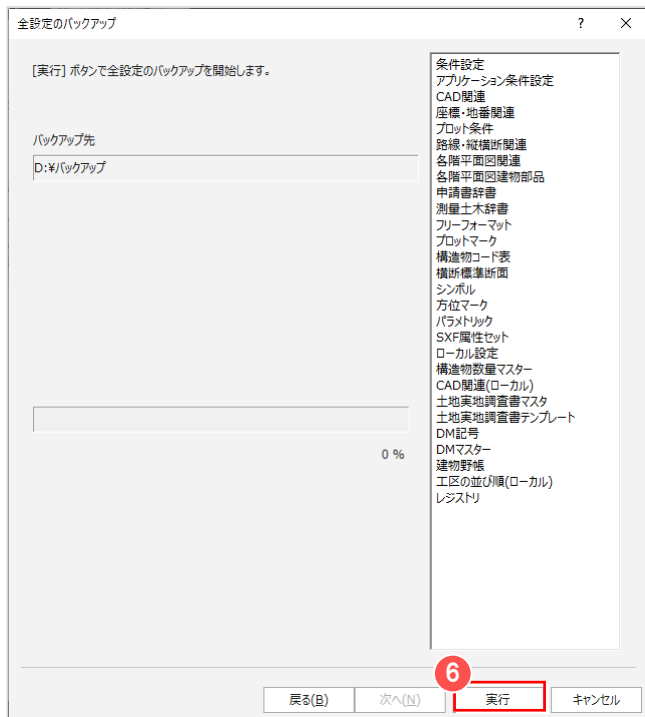 全設定のバックアップ
?
×
[実行] ボタンで全設定のバックアップを開始します。
バックアップ先
D:¥バックアップ
0 %
条件設定
アプリケーション条件設定
CAD関連
座標・地番関連
プロット条件
路線・縦横断関連
各階平面図関連
各階平面図建物部品
申請書辞書
測量土木辞書
フリーフォーマット
プロットマーク
構造物コード表
横断標準断面
シンボル
方位マーク
パラメトリック
SXF属性セット
ローカル設定
構造物数量マスター
CAD関連(ローカル)
土地実地調査書マスタ
土地実地調査書テンプレート
DM記号
DMマスター
建物野帳
工区の並び順(ローカル)
レジストリ
6
戻る(B)
次へ(N)
実行
キャンセル